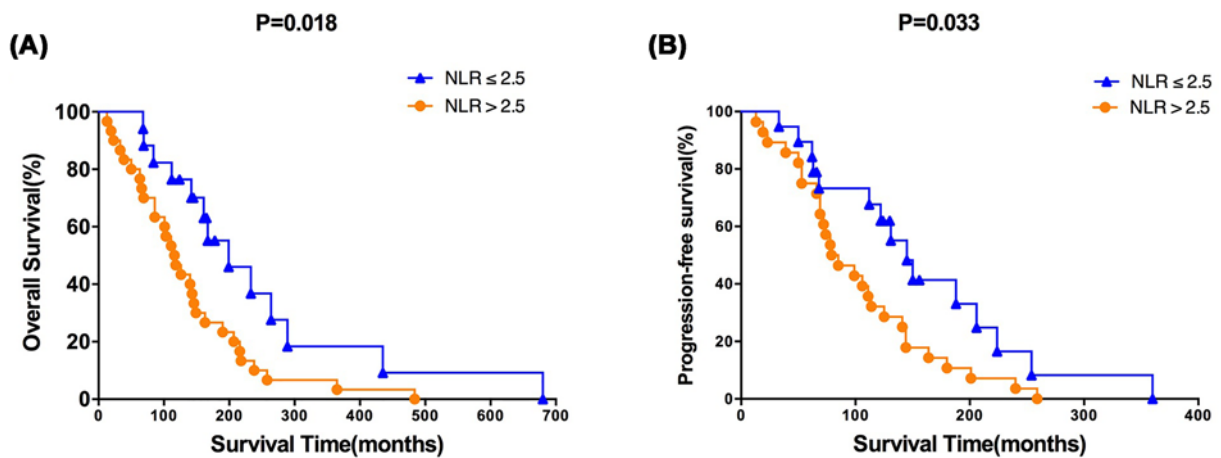 P=0.018
(A)
NLR ≤ 2.5
NLR > 2.5
100
80
60
40
20
0
Overall Survival(%)
0 100 200 300 400 500 600 700
Survival Time(months)
P=0.033
(B)
NLR ≤ 2.5
NLR > 2.5
100
80
60
40
20
0
Progression-free survival(%)
0 100 200 300 400
Survival Time(months)